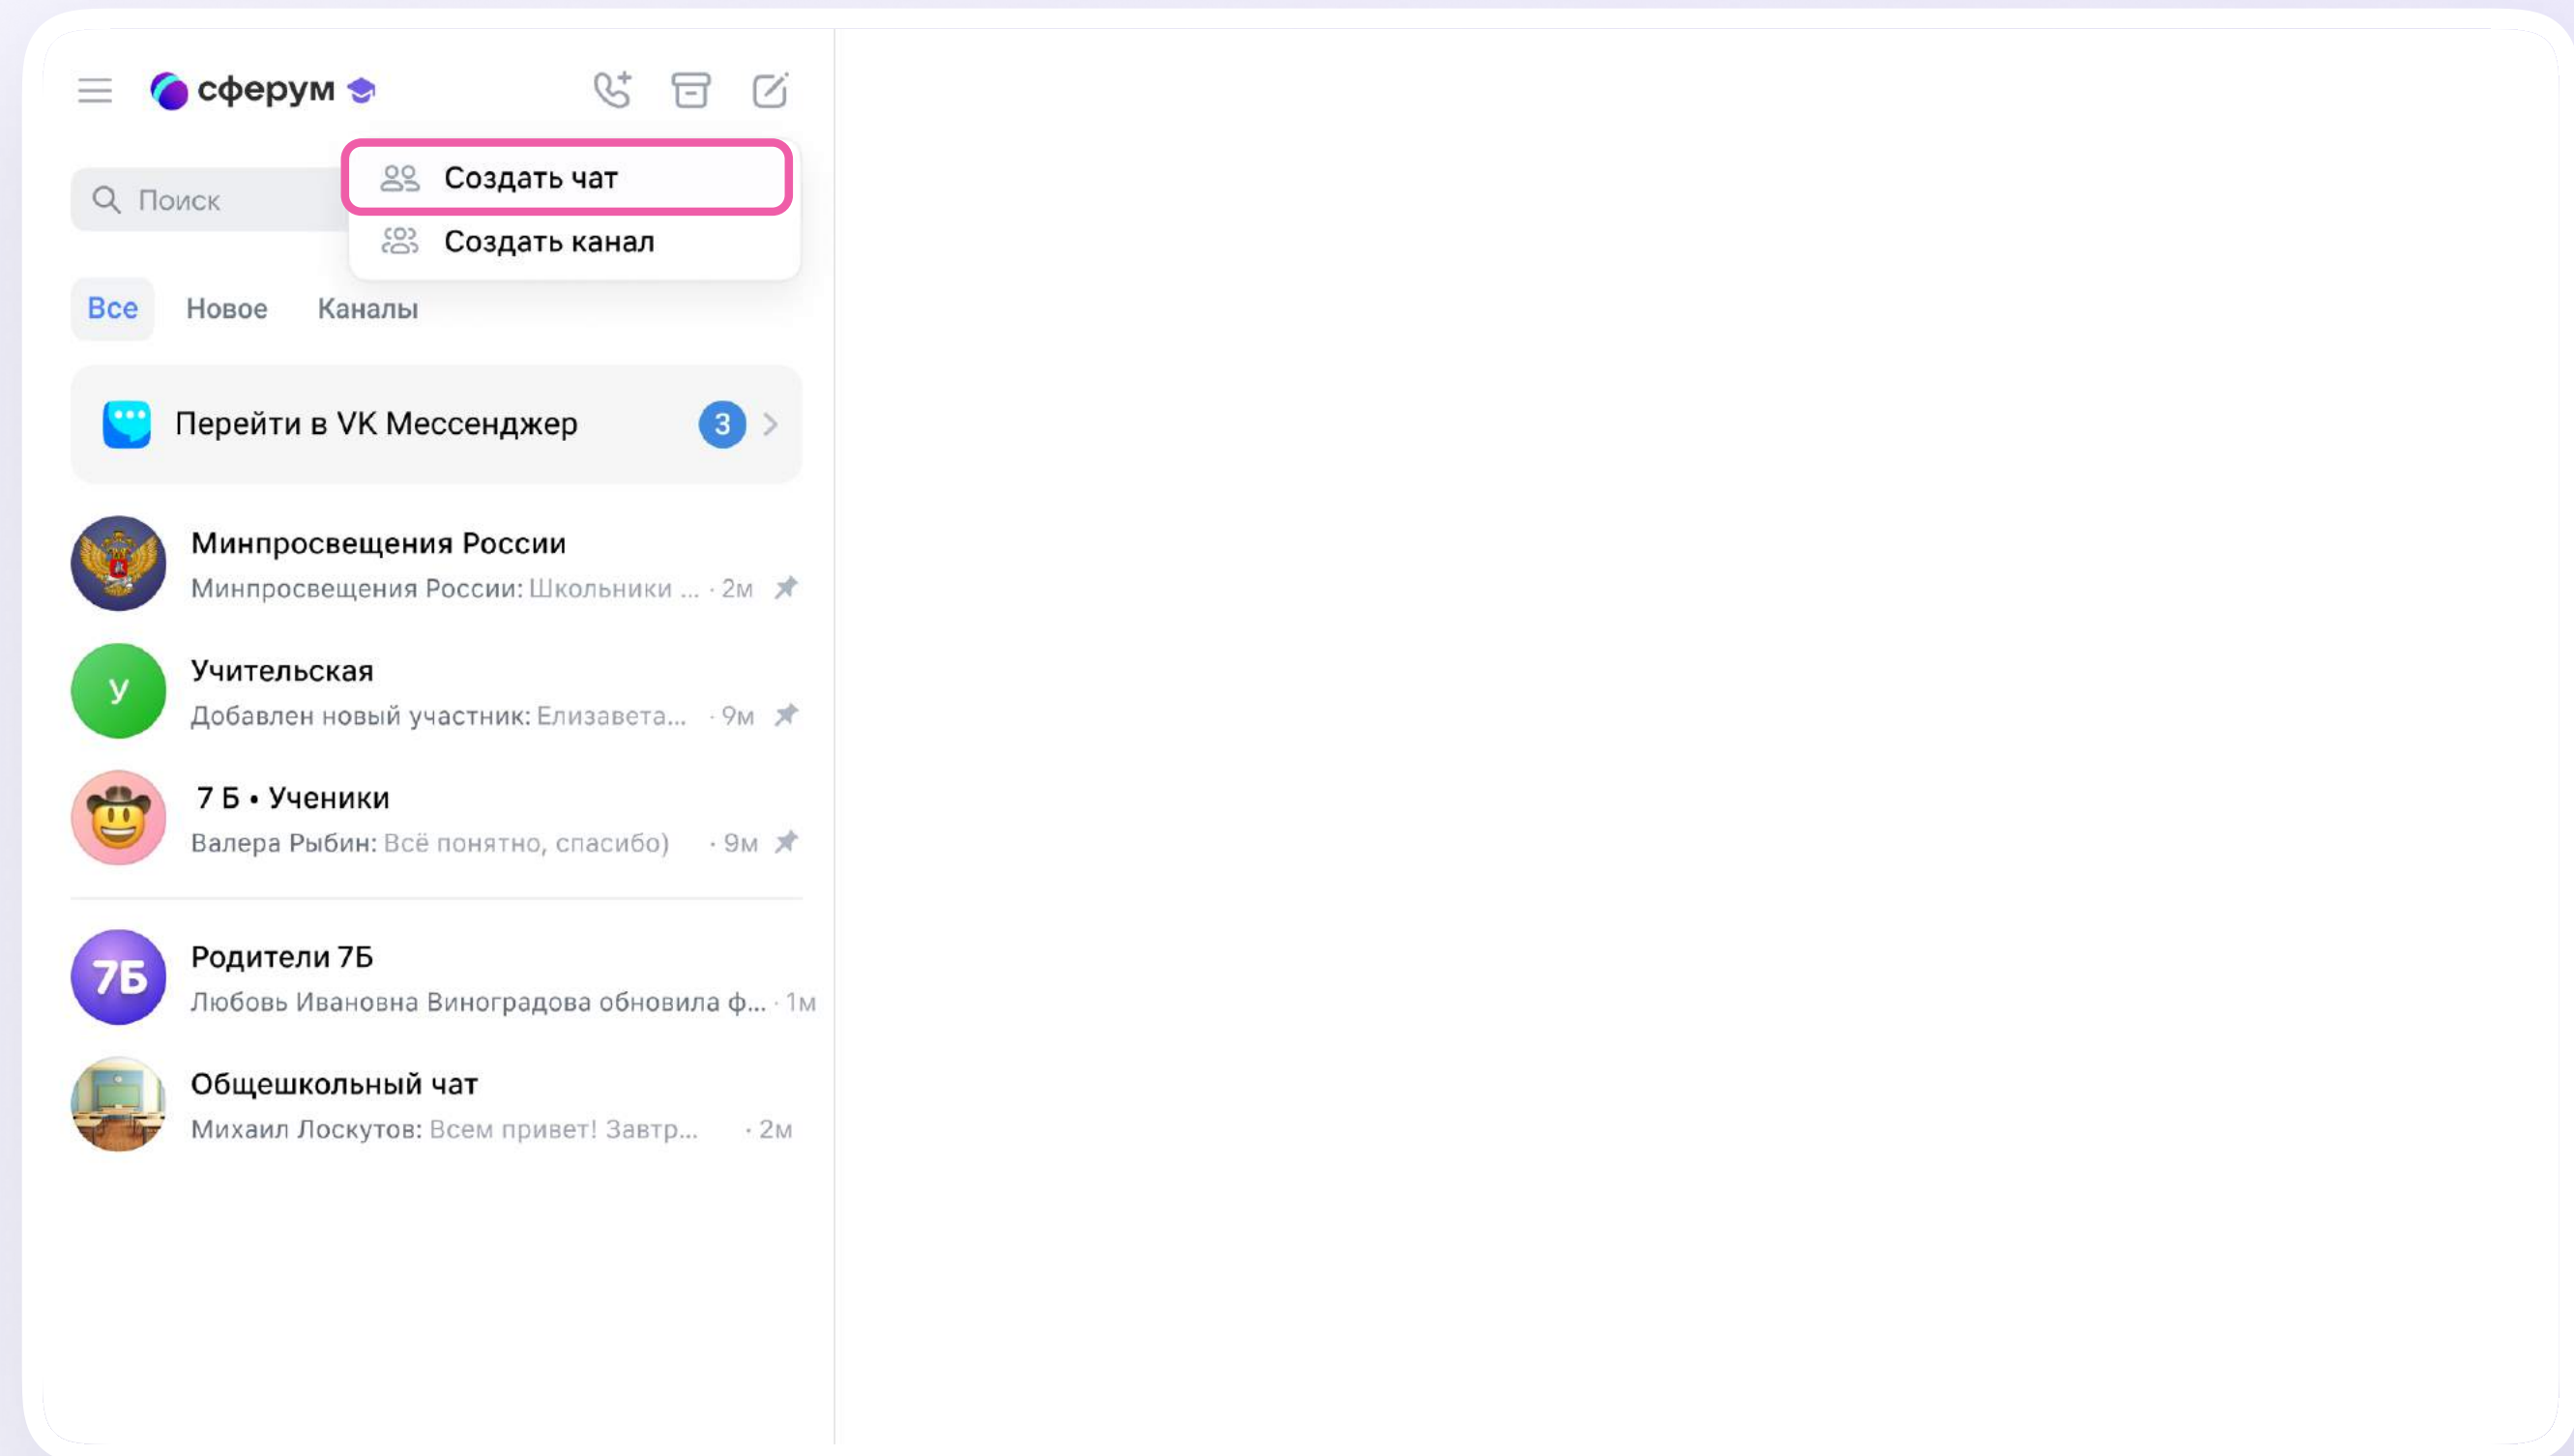 сферум
Создать чат
Поиск
Создать канал
Все Новое Каналы
Перейти в VK Мессенджер 3
Минпросвещения России
Минпросвещения России: Школьники ... · 2м
У
Учительская
Добавлен новый участник: Елизавета... · 9м
7 Б • Ученики
Валера Рыбин: Всё понятно, спасибо) · 9м
7Б
Родители 7Б
Любовь Ивановна Виноградова обновила ф... · 1м
Общешкольный чат
Михаил Лоскутов: Всем привет! Завтр... · 2м